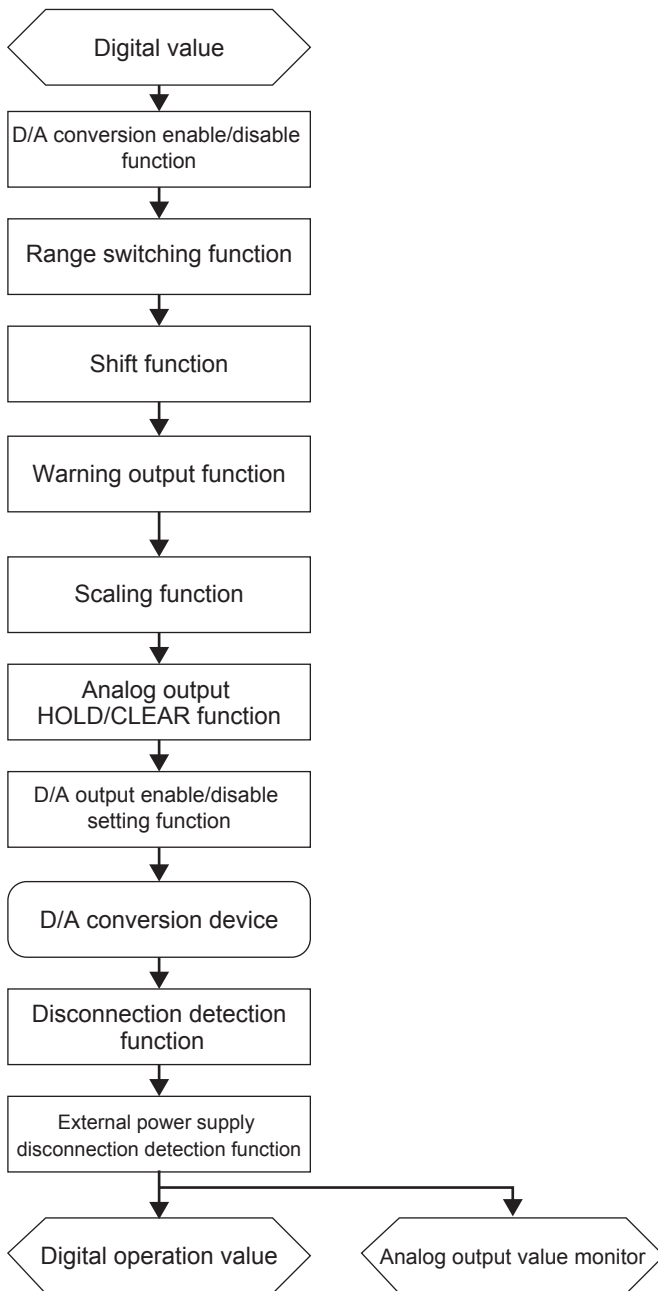 Digital value
D/A conversion enable/disable
function
Range switching function
Shift function
Warning output function
Scaling function
Analog output
HOLD/CLEAR function
D/A output enable/disable
setting function
D/A conversion device
Disconnection detection
function
External power supply
disconnection detection function
Digital operation value
Analog output value monitor